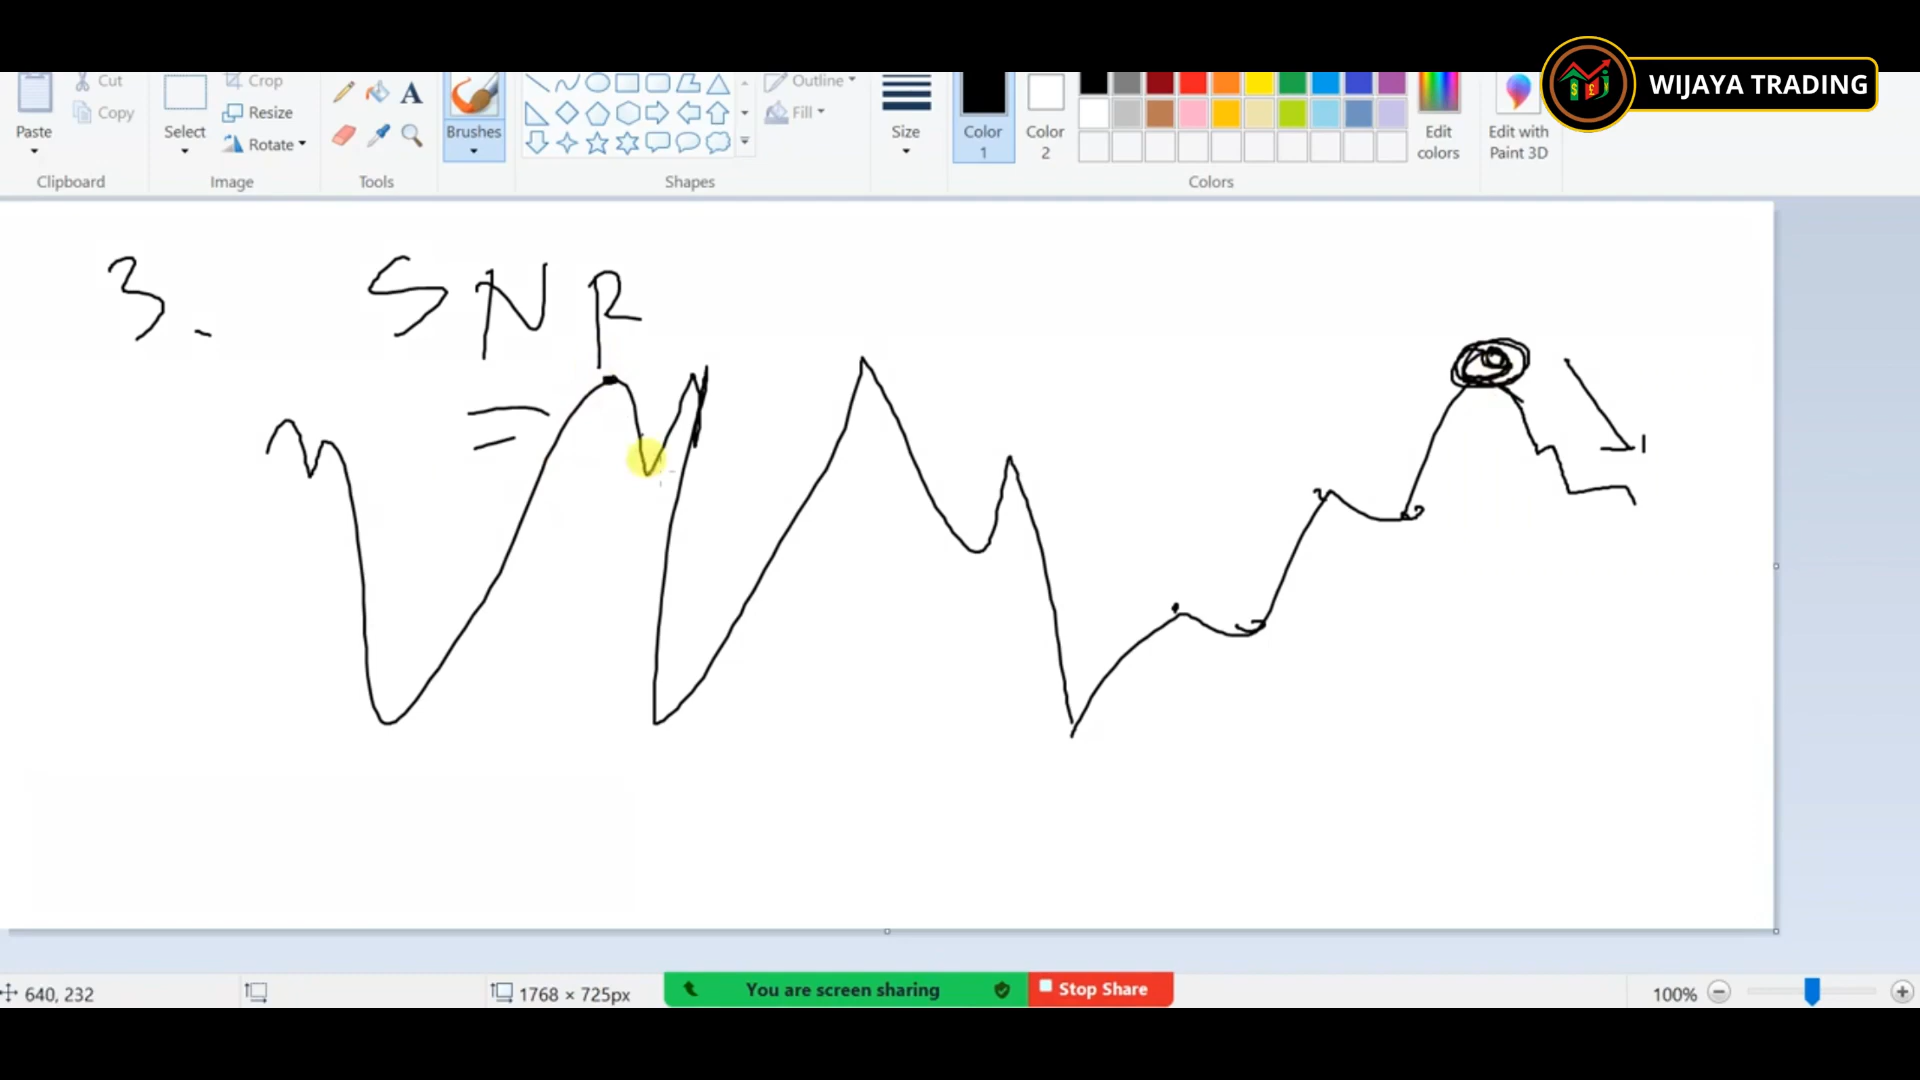 WIJAYA TRADING
Cut
Copy
Paste
Clipboard
Crop
Resize
Rotate
Select
Image
A
Tools
Brushes
Outline
Fill
Shapes
Size
Color
1
Color
2
Edit
colors
Edit with
Paint 3D
Colors
3. SNR
640, 232
1768 × 725px
You are screen sharing
Stop Share
100%